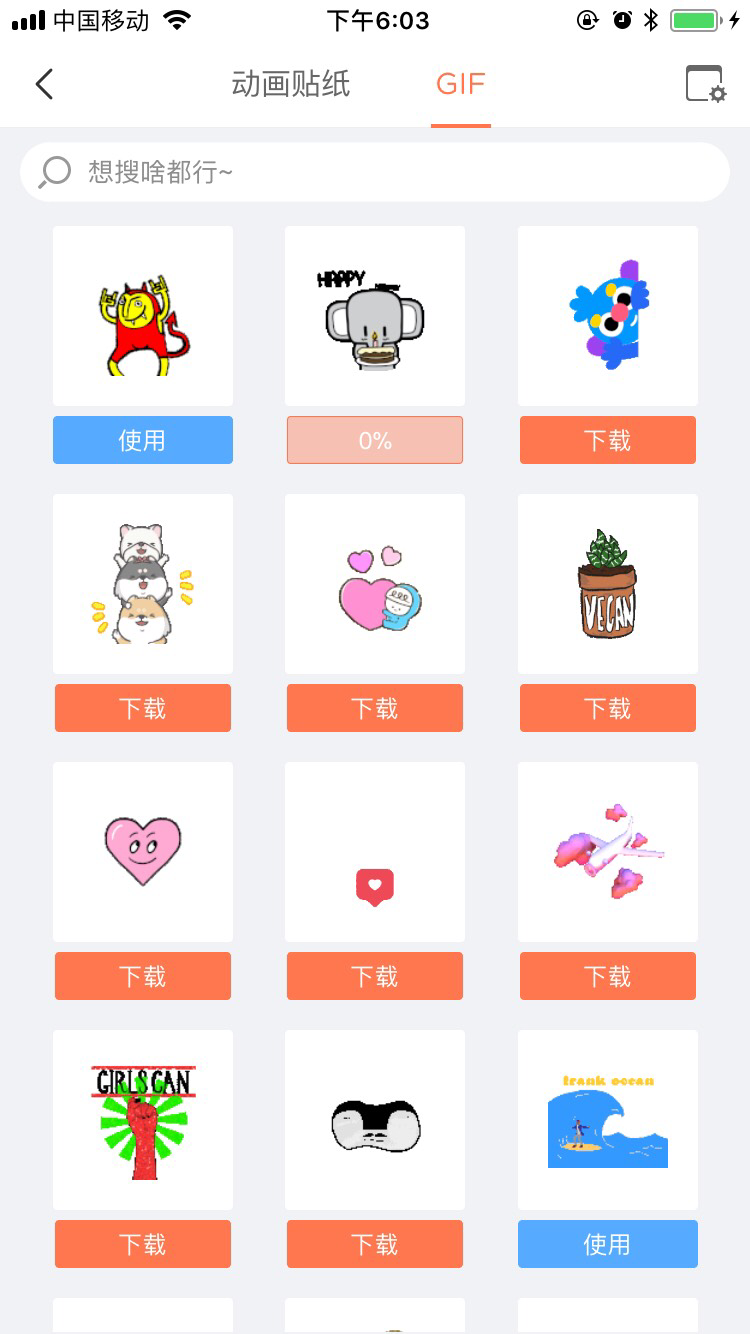 中国移动
下午6:03
动画贴纸
GIF
想搜啥都行~
HAPPY
使用
0%
下载
下载
下载
VEGAN
下载
下载
下载
下载
GIRLS CAN
frank ocean
下载
下载
使用